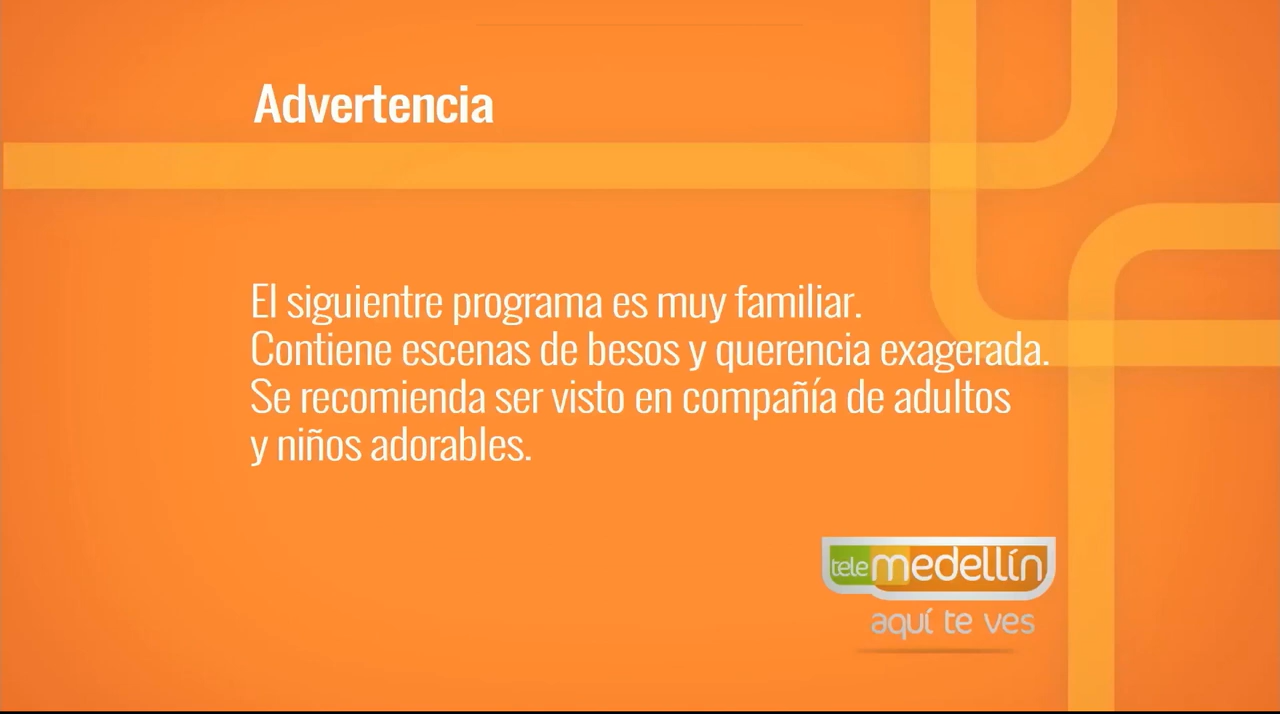 Advertencia
El siguientre programa es muy familiar.
Contiene escenas de besos y querencia exagerada.
Se recomienda ser visto en compañía de adultos
y niños adorables.
telemedellín
aquí te ves